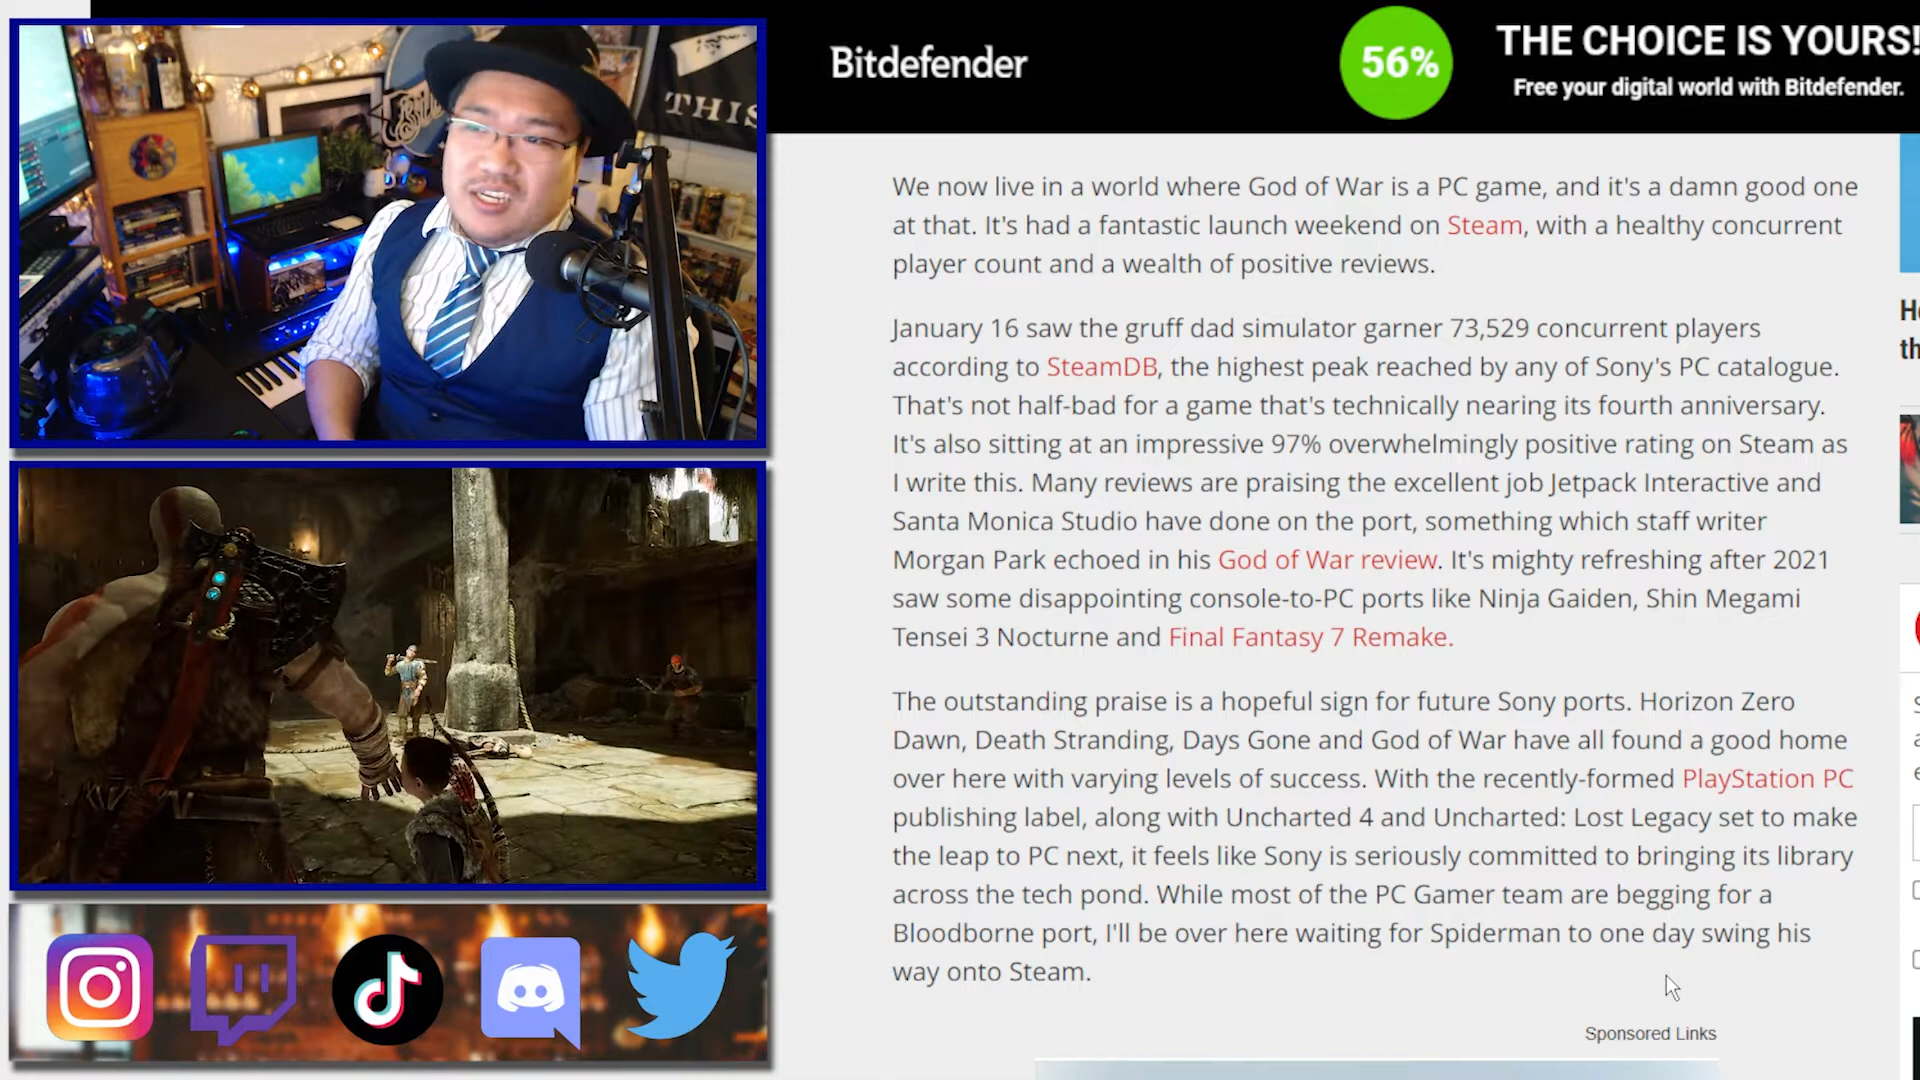 THIS
Bitdefender
56%
THE CHOICE IS YOURS!
Free your digital world with Bitdefender.
We now live in a world where God of War is a PC game, and it's a damn good one
at that. It's had a fantastic launch weekend on Steam, with a healthy concurrent
player count and a wealth of positive reviews.
January 16 saw the gruff dad simulator garner 73,529 concurrent players
according to SteamDB, the highest peak reached by any of Sony's PC catalogue.
That's not half-bad for a game that's technically nearing its fourth anniversary.
It's also sitting at an impressive 97% overwhelmingly positive rating on Steam as
I write this. Many reviews are praising the excellent job Jetpack Interactive and
Santa Monica Studio have done on the port, something which staff writer
Morgan Park echoed in his God of War review. It's mighty refreshing after 2021
saw some disappointing console-to-PC ports like Ninja Gaiden, Shin Megami
Tensei 3 Nocturne and Final Fantasy 7 Remake.
The outstanding praise is a hopeful sign for future Sony ports. Horizon Zero
Dawn, Death Stranding, Days Gone and God of War have all found a good home
over here with varying levels of success. With the recently-formed PlayStation PC
publishing label, along with Uncharted 4 and Uncharted: Lost Legacy set to make
the leap to PC next, it feels like Sony is seriously committed to bringing its library
across the tech pond. While most of the PC Gamer team are begging for a
Bloodborne port, I'll be over here waiting for Spiderman to one day swing his
way onto Steam.
Sponsored Links